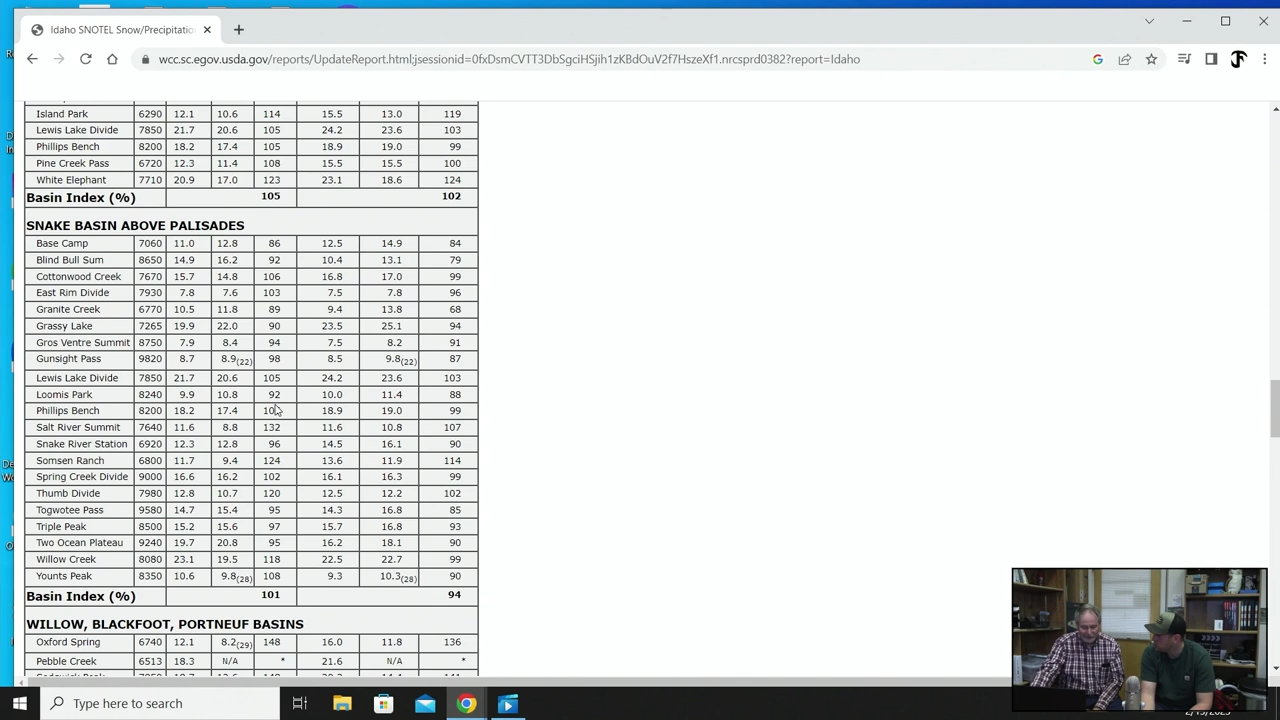 Idaho SNOTEL Snow/Precipitatio
wcc.sc.egov.usda.gov/reports/UpdateReport.html;jsessionid=0fxDsmCVTT3DbSgciHSjih1zKBdOuV2f7HszeXf1.nrcsprd0382?report=Idaho
Island Park 6290 12.1 10.6 114 15.5 13.0 119
Lewis Lake Divide 7850 21.7 20.6 105 24.2 23.6 103
Phillips Bench 8200 18.2 17.4 105 18.9 19.0 99
Pine Creek Pass 6720 12.3 11.4 108 15.5 15.5 100
White Elephant 7710 20.9 17.0 123 23.1 18.6 124
Basin Index (%) 105 102
SNAKE BASIN ABOVE PALISADES
Base Camp 7060 11.0 12.8 86 12.5 14.9 84
Blind Bull Sum 8650 14.9 16.2 92 10.4 13.1 79
Cottonwood Creek 7670 15.7 14.8 106 16.8 17.0 99
East Rim Divide 7930 7.8 7.6 103 7.5 7.8 96
Granite Creek 6770 10.5 11.8 89 9.4 13.8 68
Grassy Lake 7265 19.9 22.0 90 23.5 25.1 94
Gros Ventre Summit 8750 7.9 8.4 94 7.5 8.2 91
Gunsight Pass 9820 8.7 8.9(22) 98 8.5 9.8(22) 87
Lewis Lake Divide 7850 21.7 20.6 105 24.2 23.6 103
Loomis Park 8240 9.9 10.8 92 10.0 11.4 88
Phillips Bench 8200 18.2 17.4 18.9 19.0 99
Salt River Summit 7640 11.6 8.8 132 11.6 10.8 107
Snake River Station 6920 12.3 12.8 96 14.5 16.1 90
Somsen Ranch 6800 11.7 9.4 124 13.6 11.9 114
Spring Creek Divide 9000 16.6 16.2 102 16.1 16.3 99
Thumb Divide 7980 12.8 10.7 120 12.5 12.2 102
Togwotee Pass 9580 14.7 15.4 95 14.3 16.8 85
Triple Peak 8500 15.2 15.6 97 15.7 16.8 93
Two Ocean Plateau 9240 19.7 20.8 95 16.2 18.1 90
Willow Creek 8080 23.1 19.5 118 22.5 22.7 99
Younts Peak 8350 10.6 9.8(28) 108 9.3 10.3(28) 90
Basin Index (%) 101 94
WILLOW, BLACKFOOT, PORTNEUF BASINS
Oxford Spring 6740 12.1 8.2(29) 148 16.0 11.8 136
Pebble Creek 6513 18.3 N/A * 21.6 N/A *
Type here to search